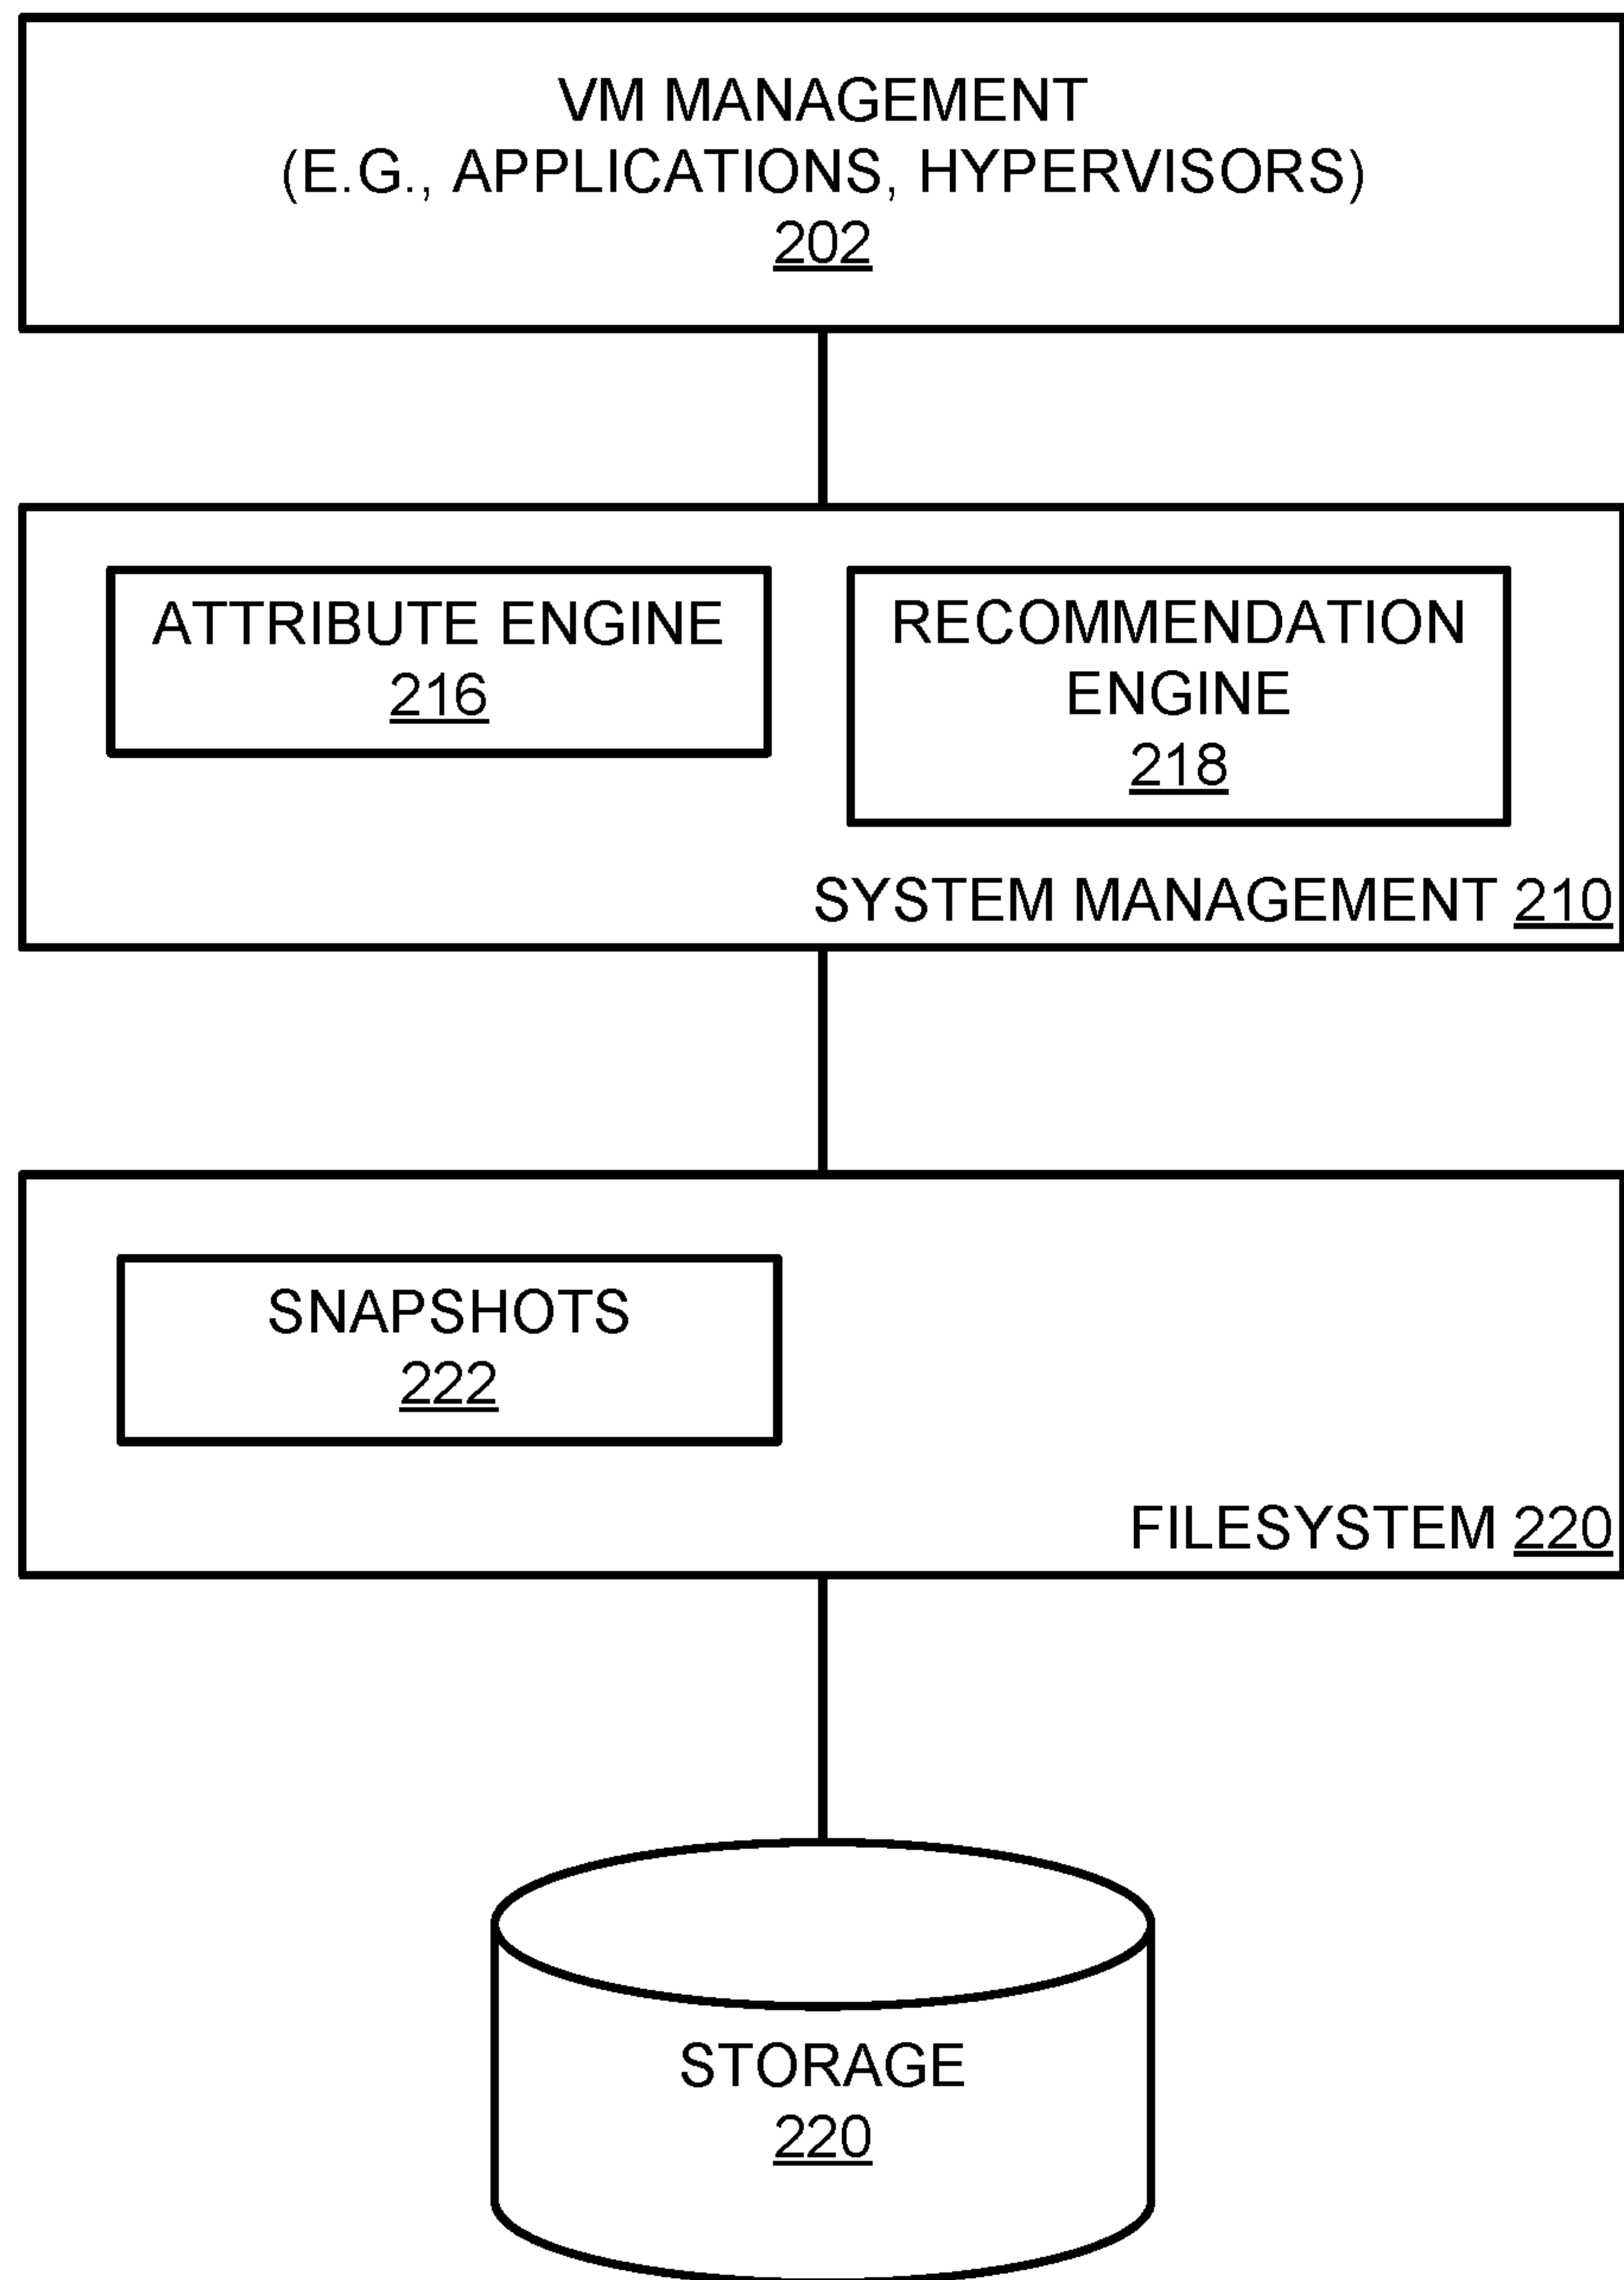 VM MANAGEMENT
(E.G., APPLICATIONS, HYPERVISORS)
202
ATTRIBUTE ENGINE
216
RECOMMENDATION
ENGINE
218
SYSTEM MANAGEMENT 210
SNAPSHOTS
222
FILESYSTEM 220
STORAGE
220